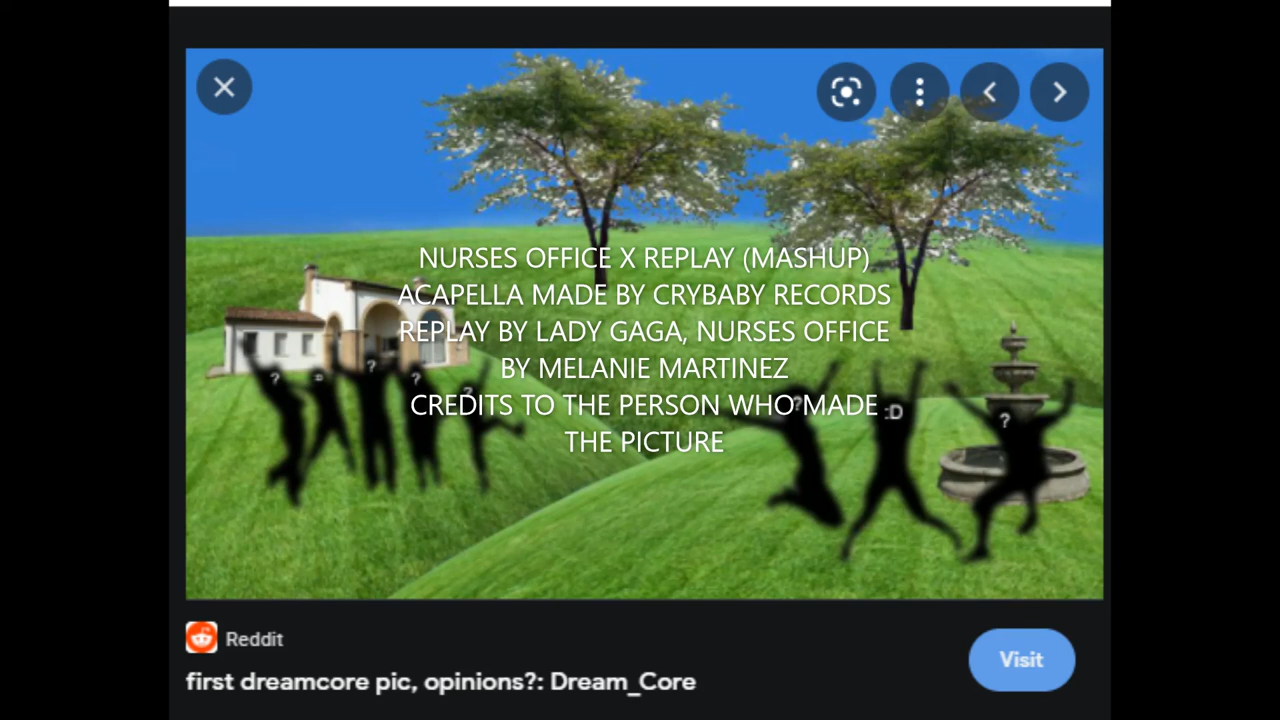 NURSES OFFICE X REPLAY (MASHUP)
ACAPELLA MADE BY CRYBABY RECORDS
REPLAY BY LADY GAGA, NURSES OFFICE
BY MELANIE MARTINEZ
CREDITS TO THE PERSON WHO MADE
THE PICTURE
?
?
?
?
?
?
:D
?
Reddit
Visit
first dreamcore pic, opinions?: Dream_Core